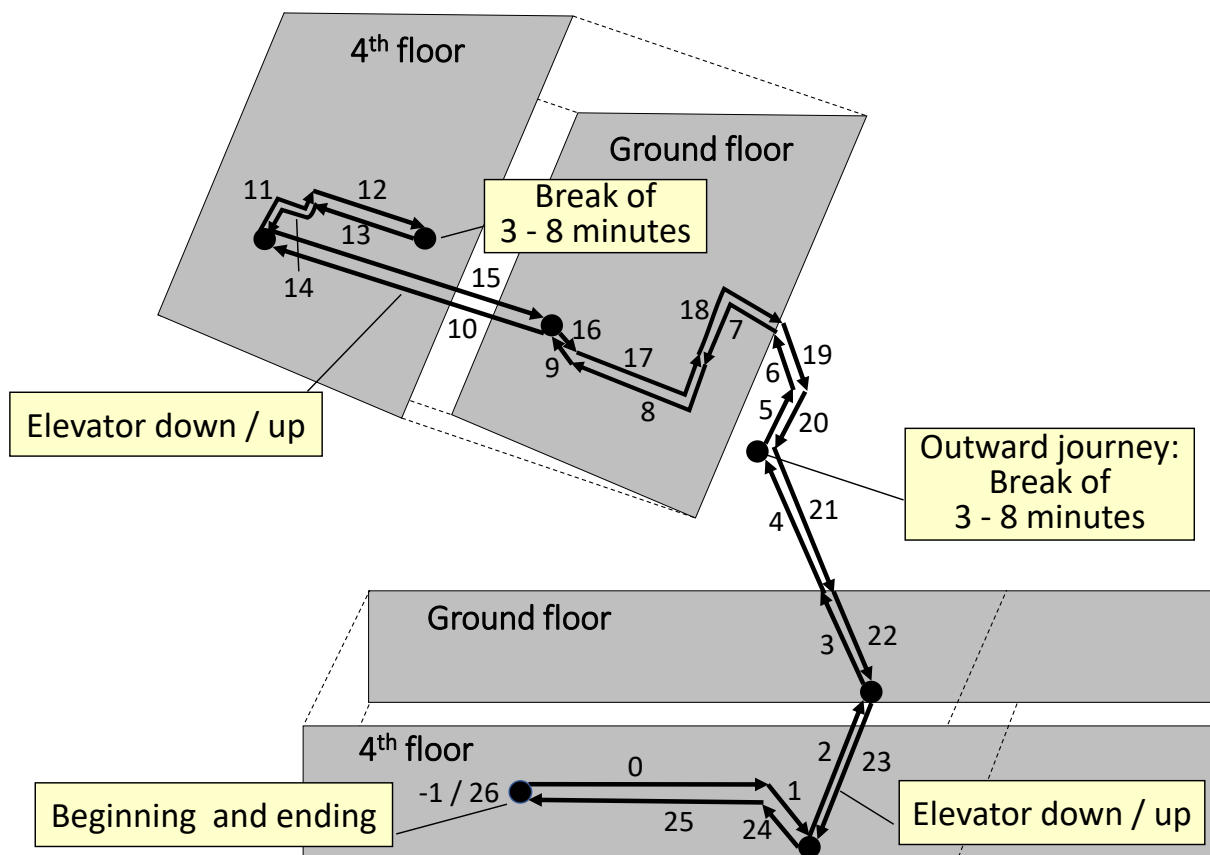 4th floor
Ground floor
11
12
Break of
3 - 8 minutes
13
14
15
10
16
9
17
8
18
7
19
6
5
20
Elevator down / up
Outward journey:
Break of
3 - 8 minutes
21
4
Ground floor
3
22
4th floor
2
23
0
-1 / 26
1
25
24
Beginning and ending
Elevator down / up